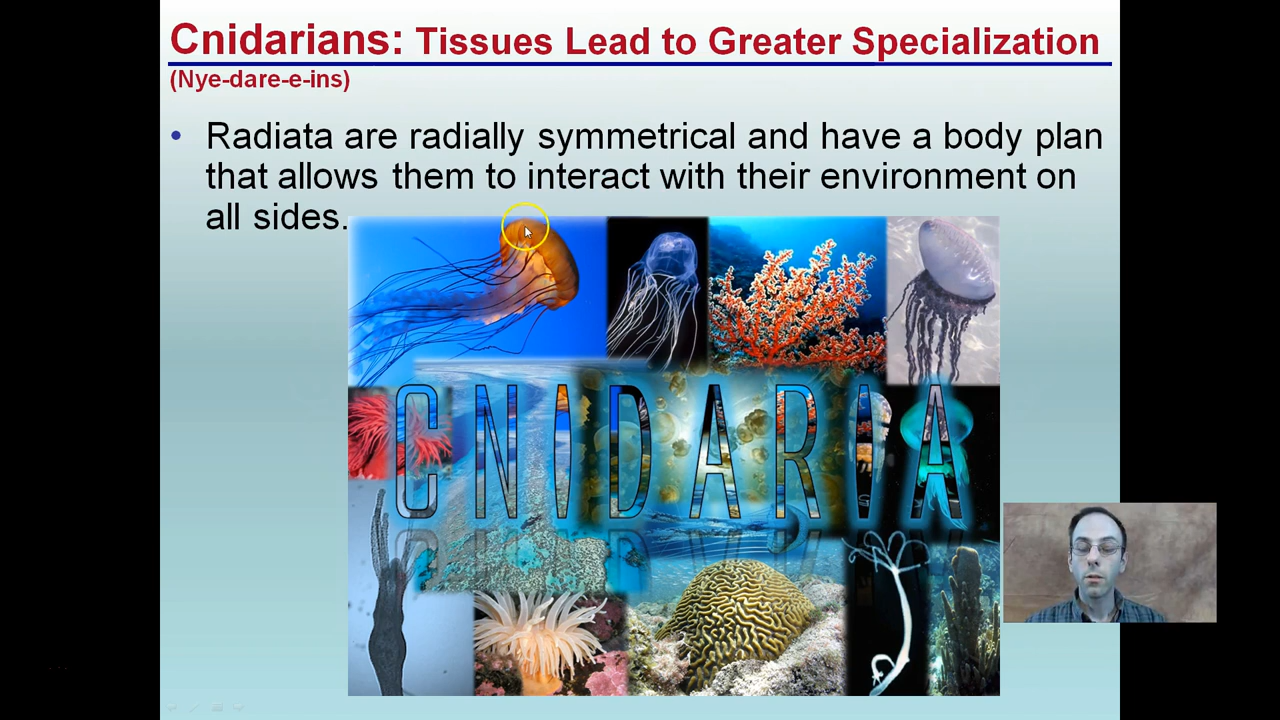 Cnidarians: Tissues Lead to Greater Specialization
(Nye-dare-e-ins)
• Radiata are radially symmetrical and have a body plan
that allows them to interact with their environment on
all sides.
CNIDARIA